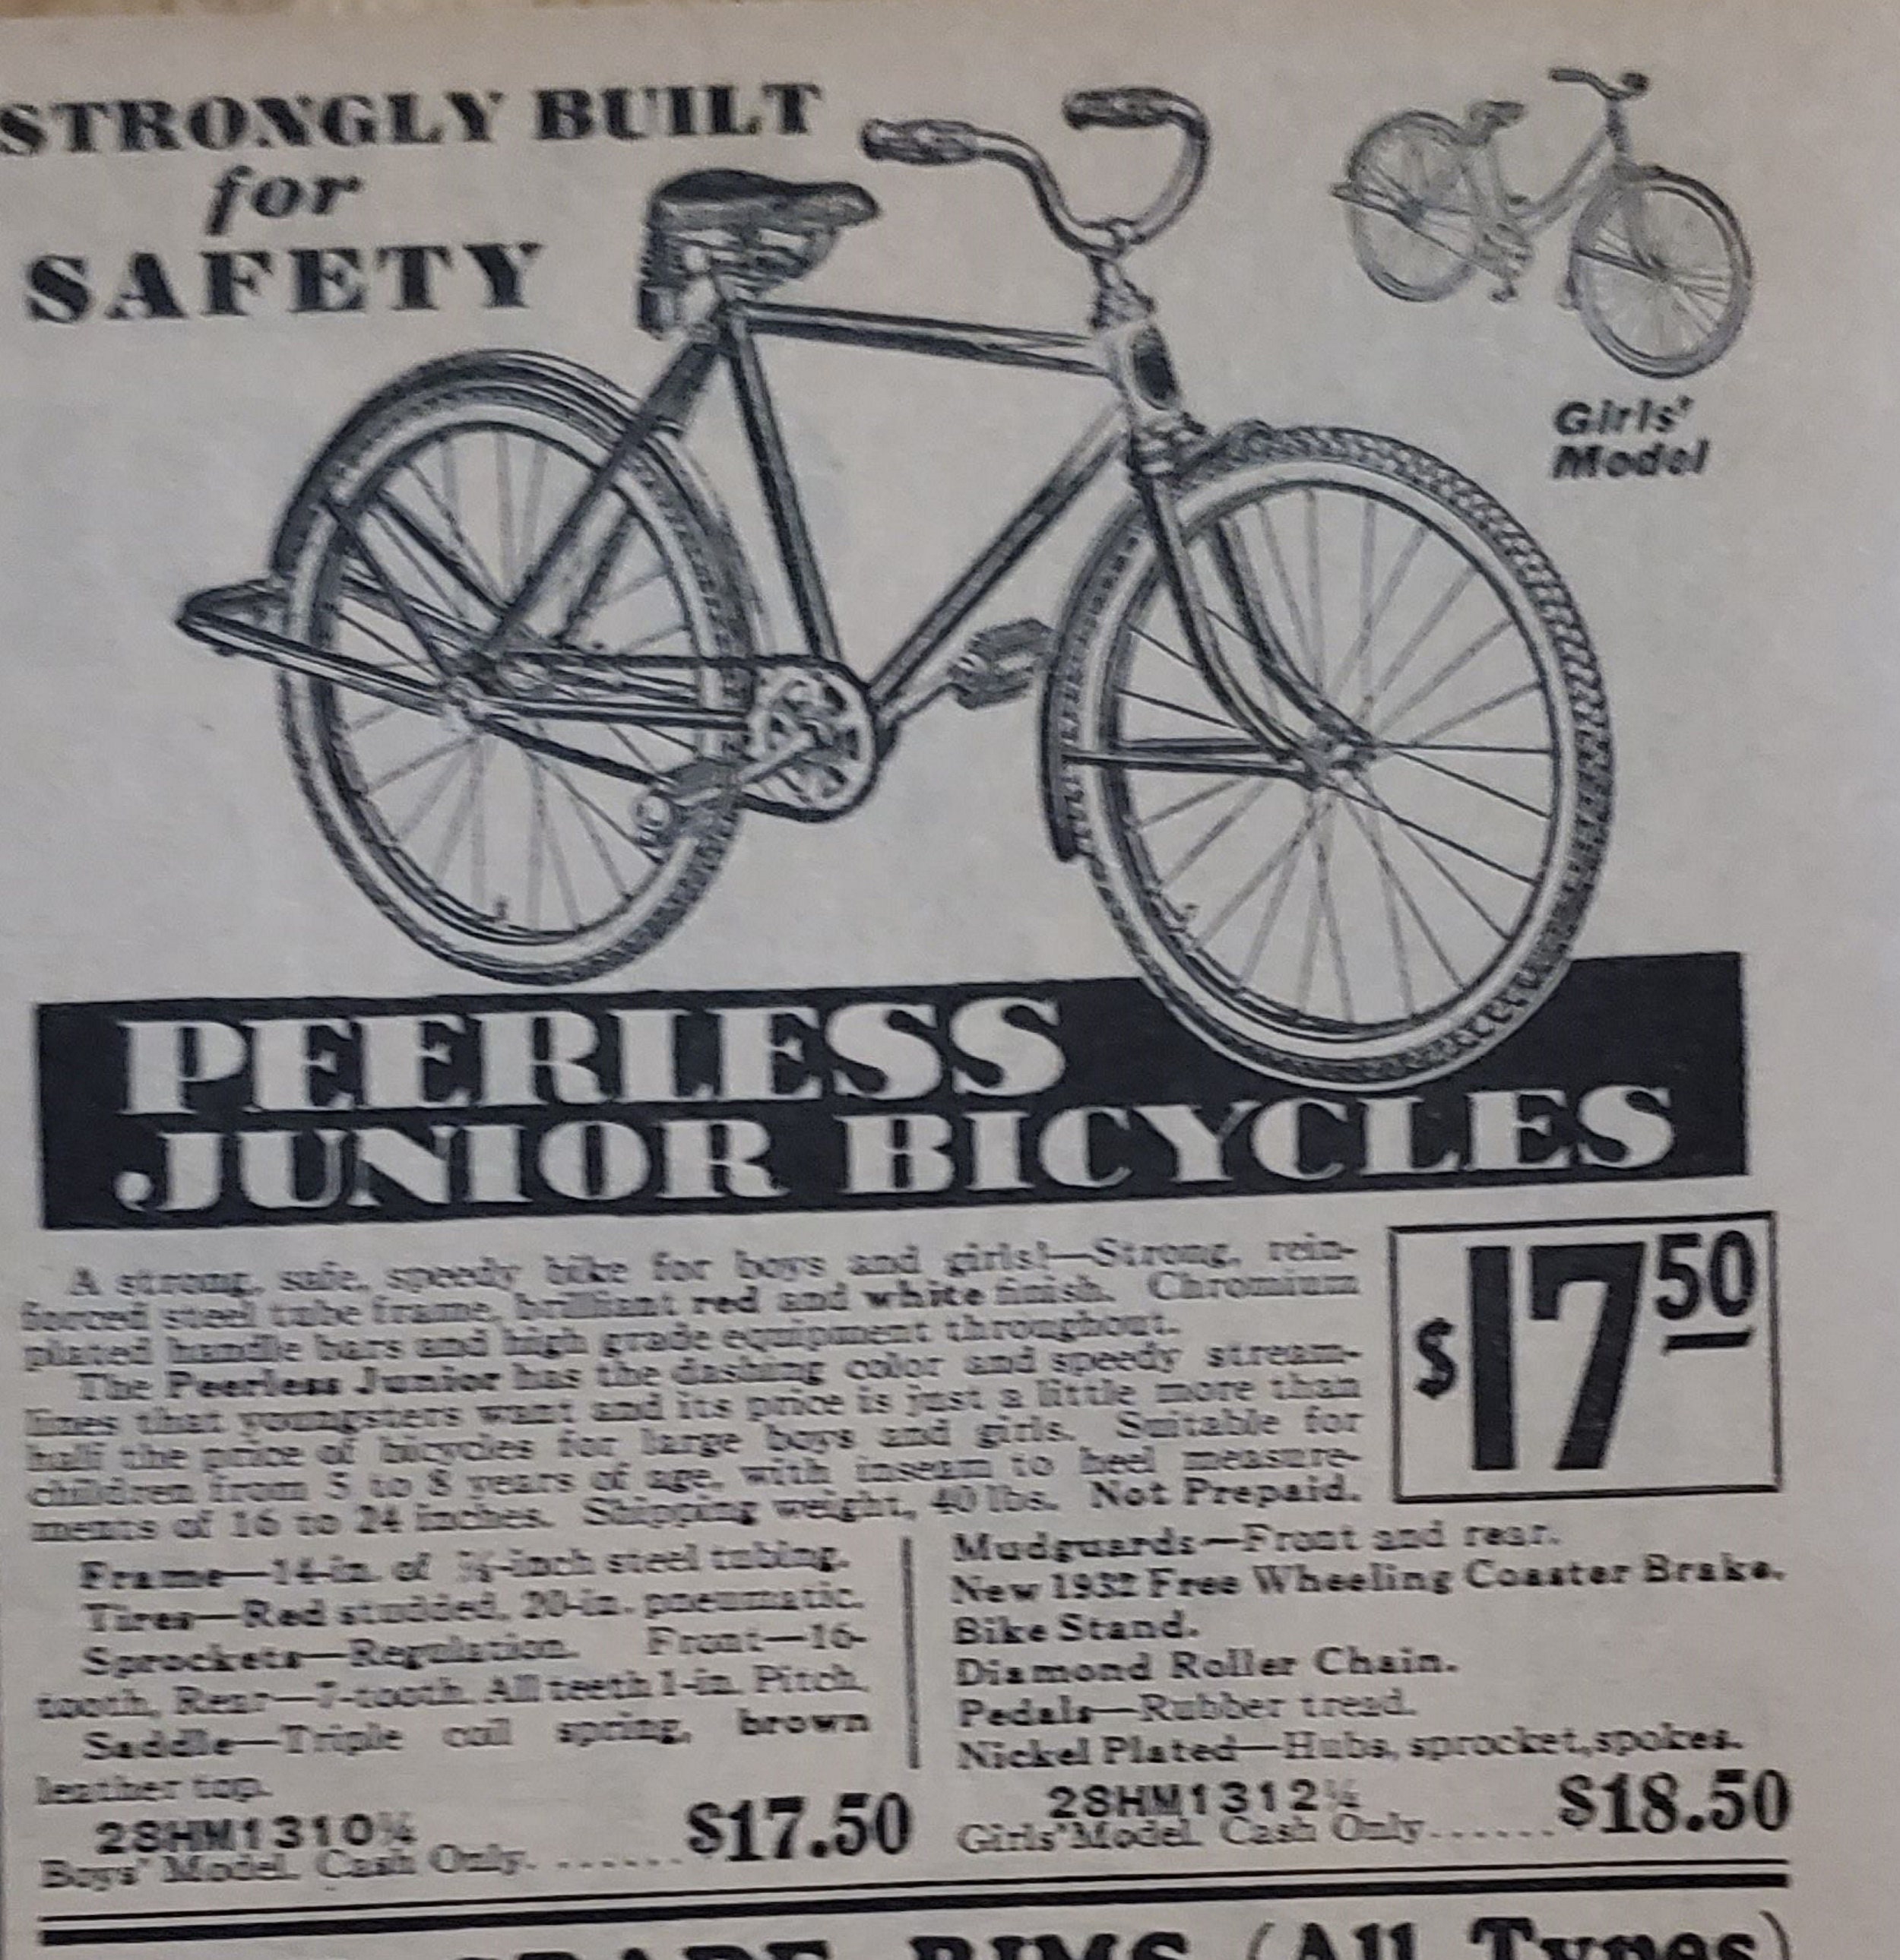 STRONGLY BUILT
for
SAFETY
Girls'
Model
PEERLESS
JUNIOR BICYCLES
A strong, safe, speedy bike for boys and girls!—Strong, rein-
forced steel tube frame, brilliant red and white finish. Chromium
plated handle bars and high grade equipment throughout.
The Peerless Junior has the dashing color and speedy stream-
lines that youngsters want and its price is just a little more than
half the price of bicycles for large boys and girls. Suitable for
children from 5 to 8 years of age, with inseam to heel measure-
ments of 16 to 24 inches. Shipping weight, 40 lbs. Not Prepaid.
$17 50
Frame—14-in. of ⅞-inch steel tubing.
Tires—Red studded, 20-in. pneumatic.
Sprockets—Regulation. Front—16-
tooth, Rear—7-tooth. All teeth 1-in. Pitch.
Saddle—Triple coil spring, brown
leather top.
28HM1310¼
Boys' Model. Cash Only. ....... $17.50
Mudguards—Front and rear.
New 1932 Free Wheeling Coaster Brake.
Bike Stand.
Diamond Roller Chain.
Pedals—Rubber tread.
Nickel Plated—Hubs, sprocket, spokes.
28HM1312¼
Girls' Model. Cash Only....... $18.50
GRADE RIMS (All Types)